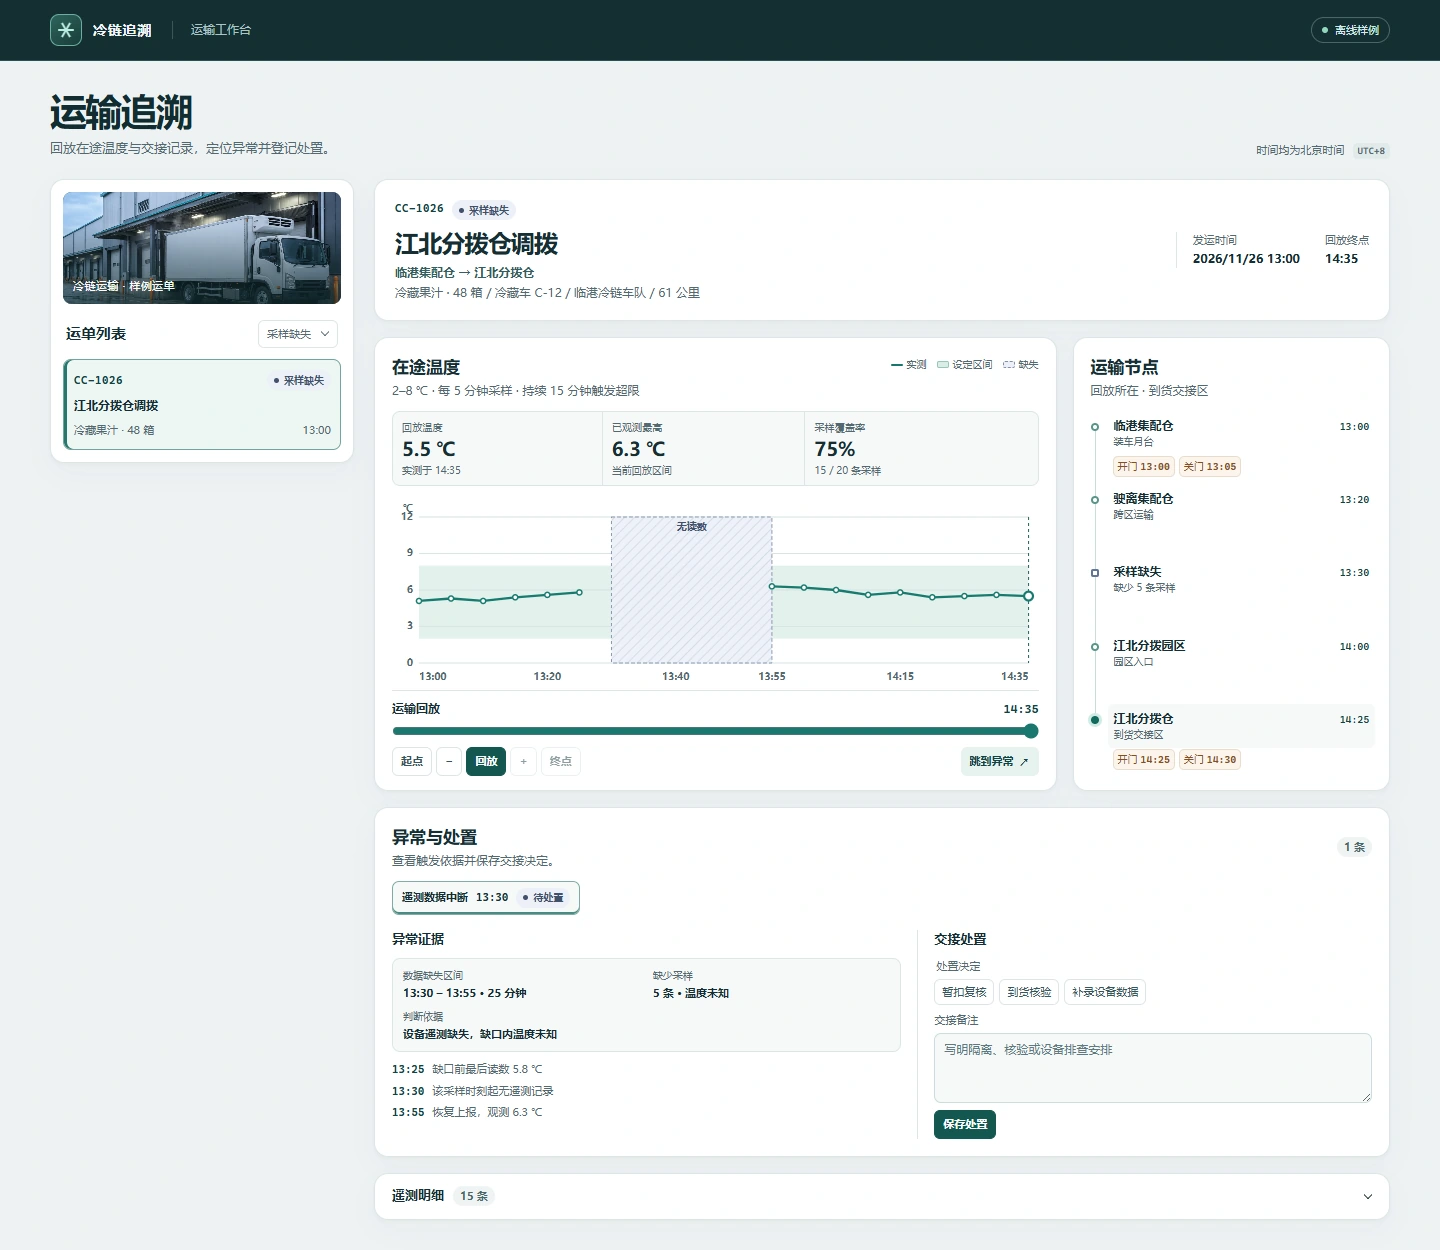 冷链追溯
运输工作台
离线样例
运输追溯
回放在途温度与交接记录，定位异常并登记处置。
时间均为北京时间 UTC+8
冷链运输 · 样例运单
运单列表
采样缺失
CC-1026
采样缺失
江北分拨仓调拨
冷藏果汁 · 48 箱
13:00
CC-1026
采样缺失
江北分拨仓调拨
临港集配仓 → 江北分拨仓
冷藏果汁 · 48 箱 / 冷藏车 C-12 / 临港冷链车队 / 61 公里
发运时间
2026/11/26 13:00
回放终点
14:35
在途温度
2–8 ℃ · 每 5 分钟采样 · 持续 15 分钟触发超限
实测
设定区间
缺失
回放温度
5.5 ℃
实测于 14:35
已观测最高
6.3 ℃
当前回放区间
采样覆盖率
75%
15 / 20 条采样
℃
12
9
6
3
0
无读数
13:00
13:20
13:40
13:55
14:15
14:35
运输回放
14:35
起点
−
回放
+
终点
跳到异常 ↗
运输节点
回放所在 · 到货交接区
临港集配仓
13:00
装车月台
开门 13:00
关门 13:05
驶离集配仓
13:20
跨区运输
采样缺失
13:30
缺少 5 条采样
江北分拨园区
14:00
园区入口
江北分拨仓
14:25
到货交接区
开门 14:25
关门 14:30
异常与处置
查看触发依据并保存交接决定。
1 条
遥测数据中断 13:30
待处置
异常证据
数据缺失区间
13:30 – 13:55 • 25 分钟
缺少采样
5 条 • 温度未知
判断依据
设备遥测缺失，缺口内温度未知
13:25 缺口前最后读数 5.8 ℃
13:30 该采样时刻起无遥测记录
13:55 恢复上报，观测 6.3 ℃
交接处置
处置决定
暂扣复核
到货核验
补录设备数据
交接备注
写明隔离、核验或设备排查安排
保存处置
遥测明细
15 条